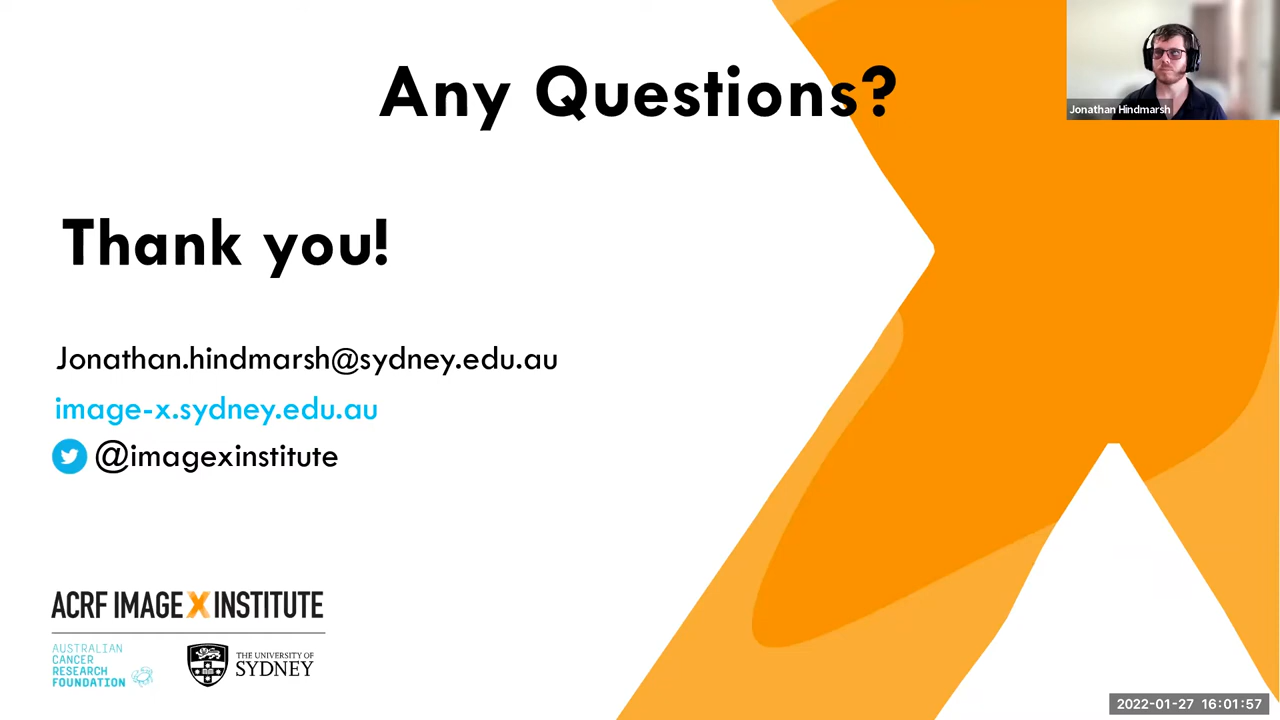 Any Questions?
Jonathan Hindmarsh
Thank you!
Jonathan.hindmarsh@sydney.edu.au
image-x.sydney.edu.au
@imagexinstitute
ACRF IMAGE X INSTITUTE
AUSTRALIAN
CANCER
RESEARCH
FOUNDATION
THE UNIVERSITY OF
SYDNEY
2022-01-27 16:01:57